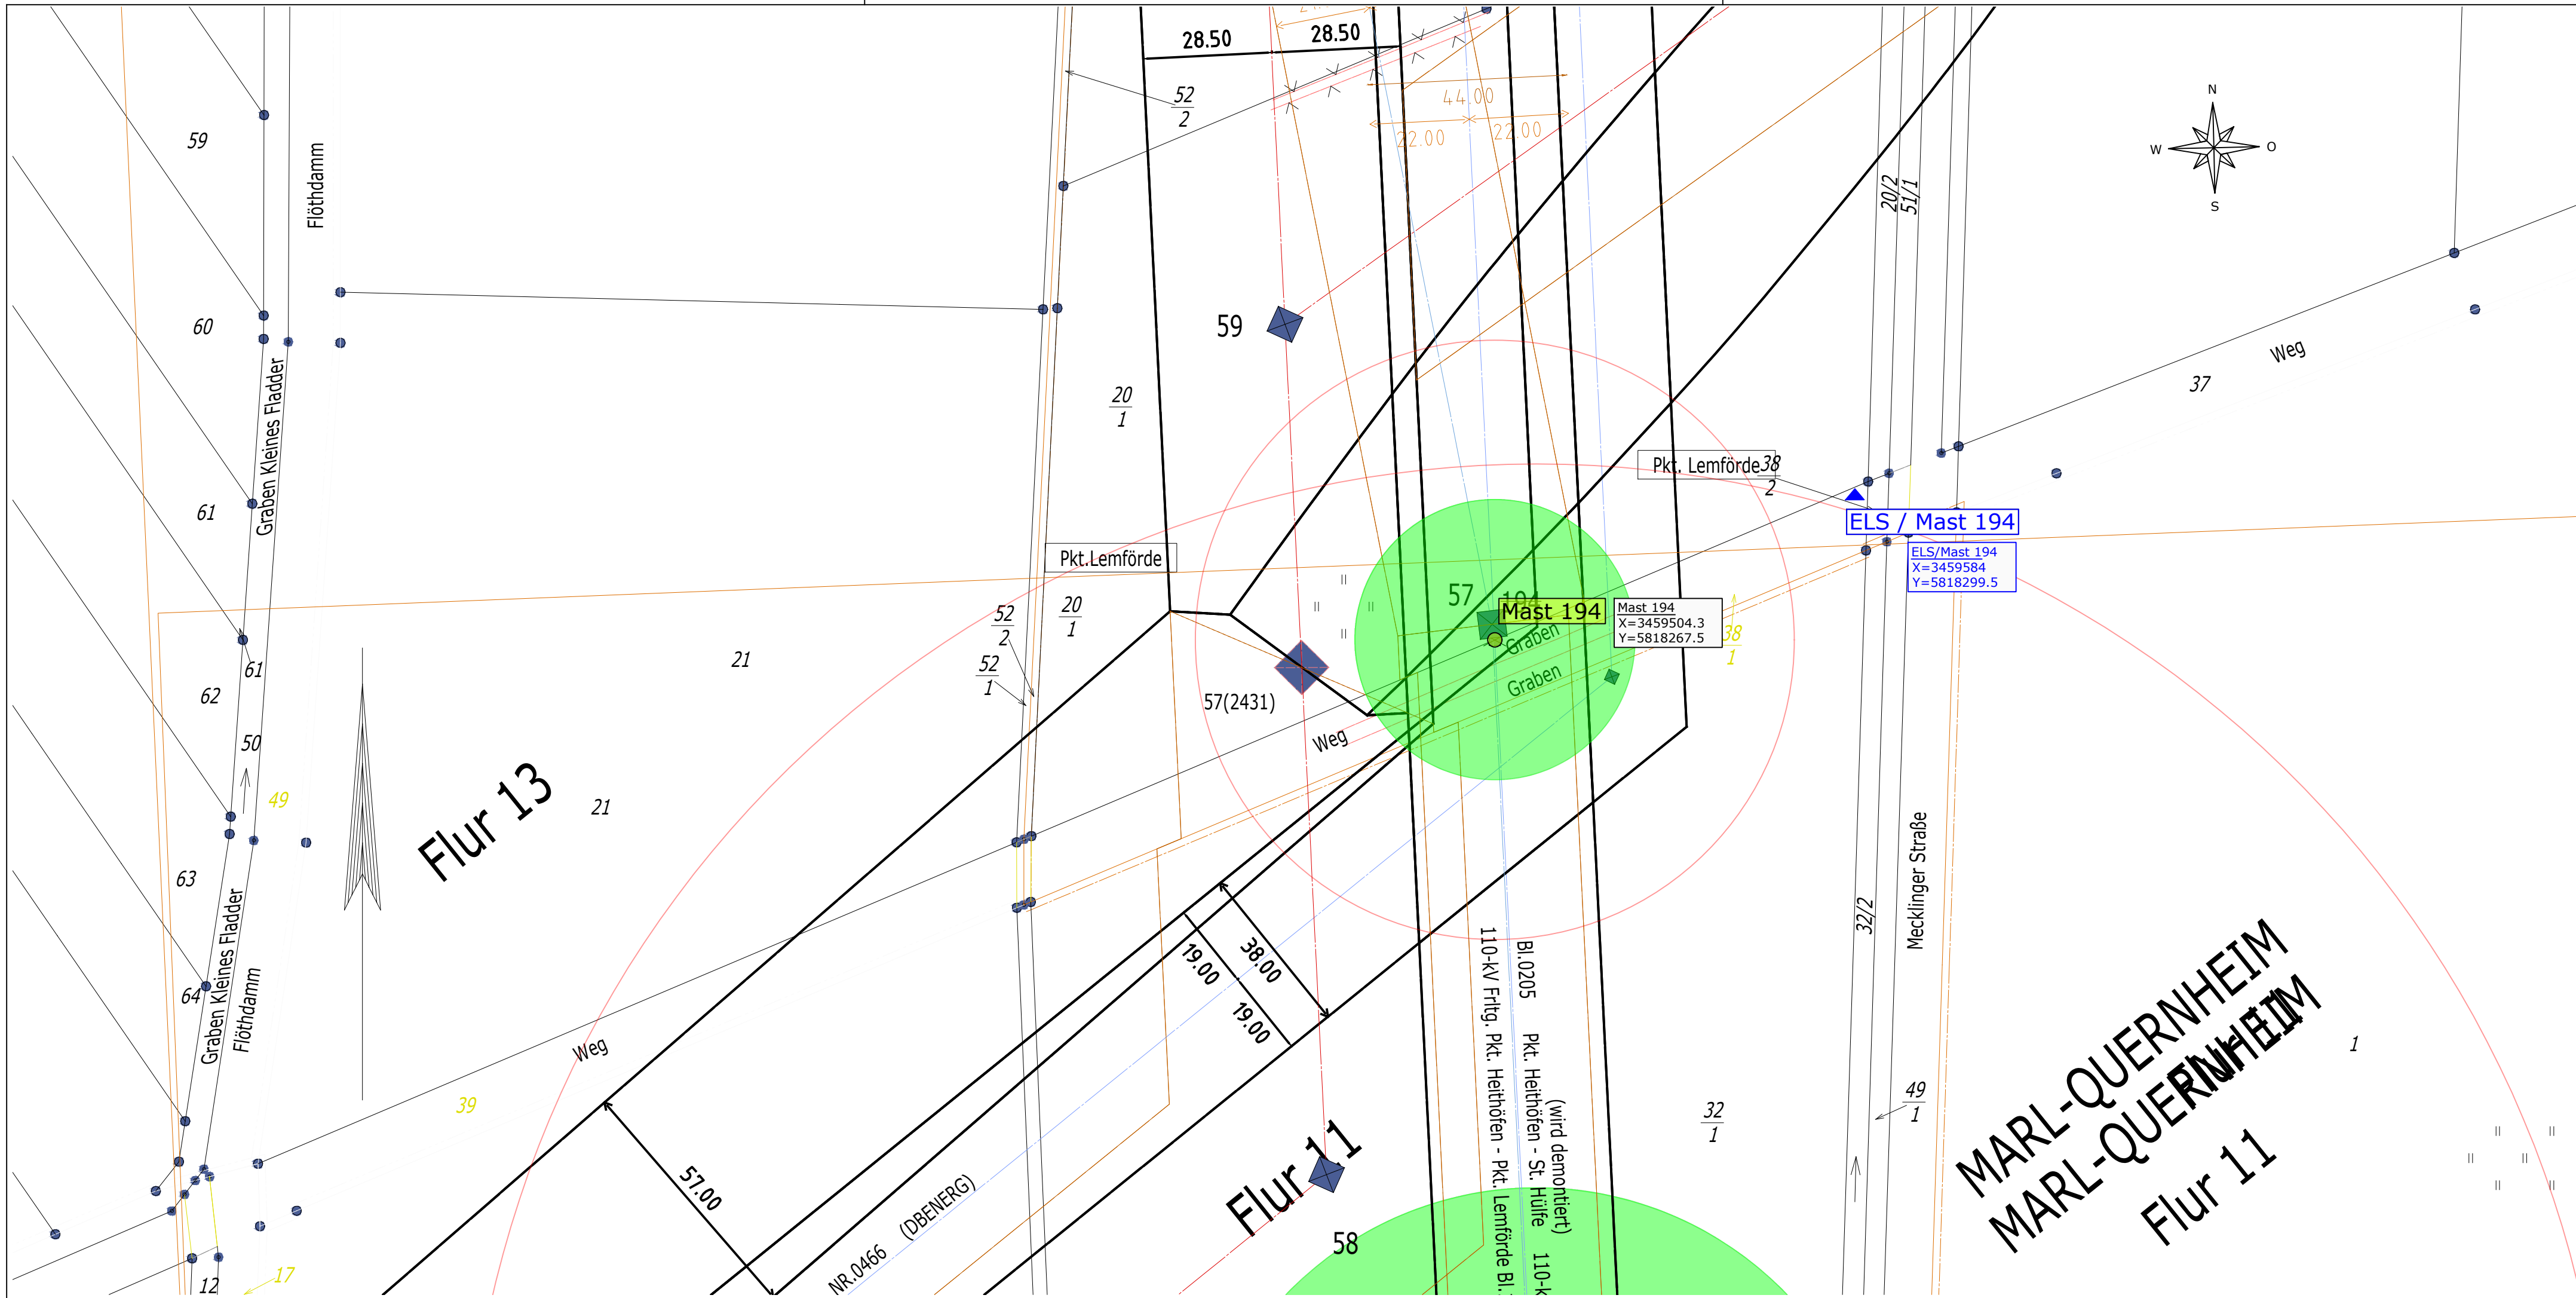 28.50
28.50
44.00
22.00
22.00
52
2
59
Flöthdamm
20/2
51/1
N
W
O
S
60
59
Weg
37
Graben Kleines Fladder
20
1
Pkt. Lemförde
38
2
61
ELS / Mast 194
ELS/Mast 194
X=3459584
Y=5818299.5
Pkt.Lemförde
57
194
Mast 194
Mast 194
X=3459504.3
Y=5818267.5
38
1
Graben
Graben
52
2
20
1
52
1
21
61
62
57(2431)
Weg
50
49
21
Flur 13
63
Graben Kleines Fladder
Flöthdamm
64
Mecklinger Straße
32/2
38.00
19.00
19.00
110-kV Frltg. Pkt. Heithöfen - Pkt. Lemförde Bl.
Bl.0205 Pkt. Heithöfen - St. Hülfe 110-k
(wird demontiert)
Weg
39
57.00
NR.0466 (DBENERG)
Flur 11
58
32
1
49
1
MARL-QUERNHEIM
MARL-QUERNHEIM
Flur 11
Flur 11
1
12
17